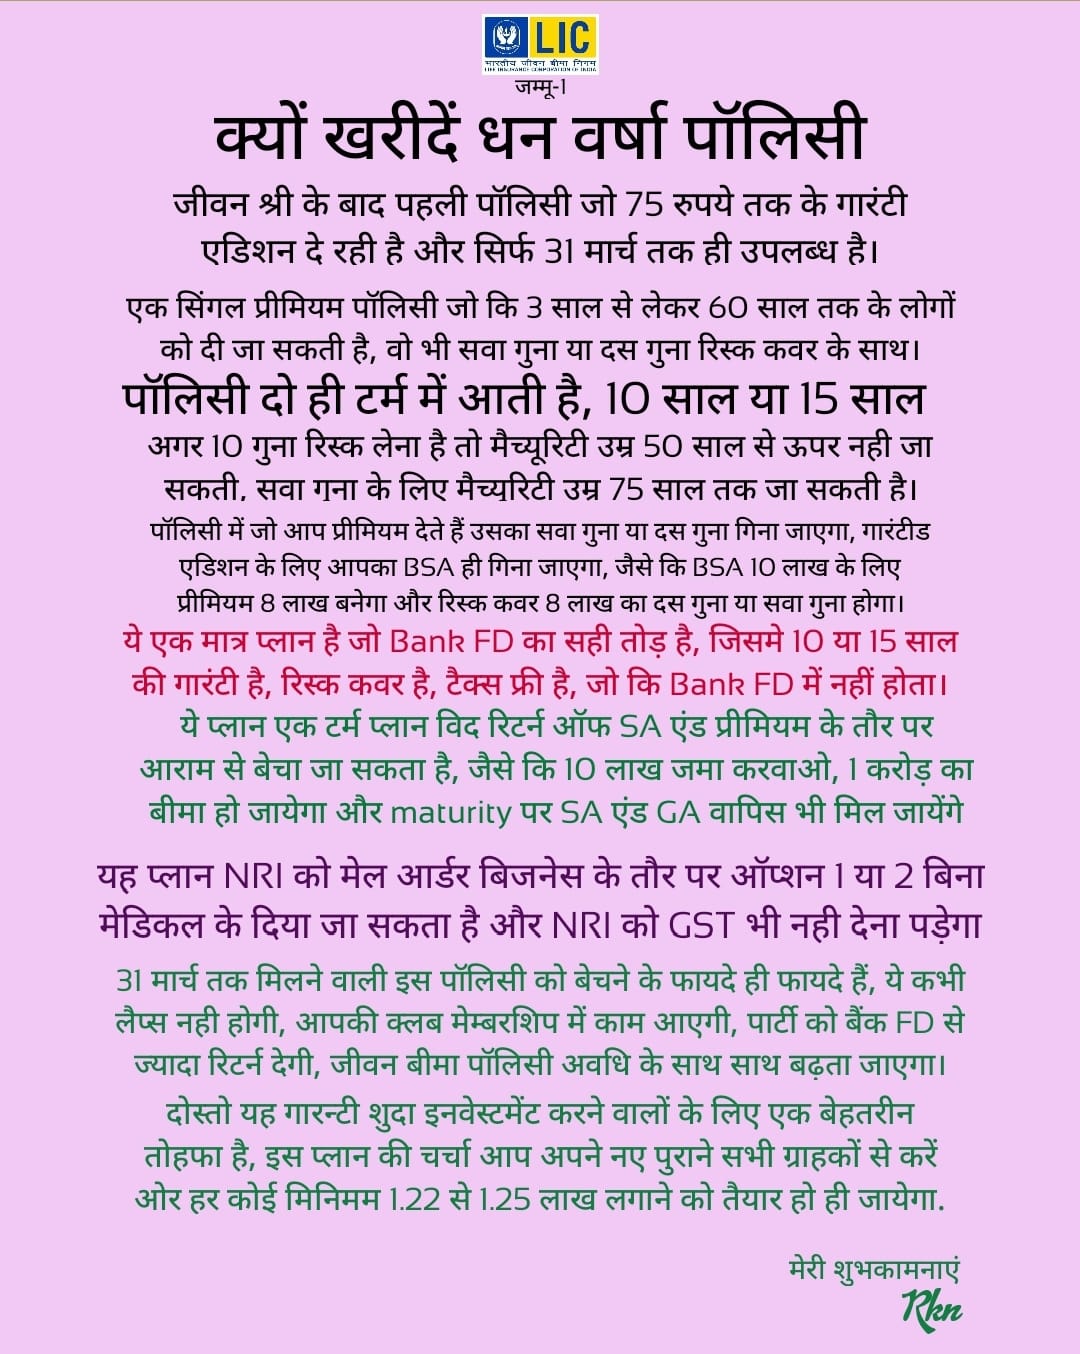 LIC
भारतीय जीवन बीमा निगम
LIFE INSURANCE CORPORATION OF INDIA
जम्मू-1
क्यों खरीदें धन वर्षा पॉलिसी
जीवन श्री के बाद पहली पॉलिसी जो 75 रुपये तक के गारंटी
एडिशन दे रही है और सिर्फ 31 मार्च तक ही उपलब्ध है।
एक सिंगल प्रीमियम पॉलिसी जो कि 3 साल से लेकर 60 साल तक के लोगों
को दी जा सकती है, वो भी सवा गुना या दस गुना रिस्क कवर के साथ।
पॉलिसी दो ही टर्म में आती है, 10 साल या 15 साल
अगर 10 गुना रिस्क लेना है तो मैच्यूरिटी उम्र 50 साल से ऊपर नही जा
सकती, सवा गुना के लिए मैच्यूरिटी उम्र 75 साल तक जा सकती है।
पॉलिसी में जो आप प्रीमियम देते हैं उसका सवा गुना या दस गुना गिना जाएगा, गारंटीड
एडिशन के लिए आपका BSA ही गिना जाएगा, जैसे कि BSA 10 लाख के लिए
प्रीमियम 8 लाख बनेगा और रिस्क कवर 8 लाख का दस गुना या सवा गुना होगा।
ये एक मात्र प्लान है जो Bank FD का सही तोड़ है, जिसमे 10 या 15 साल
की गारंटी है, रिस्क कवर है, टैक्स फ्री है, जो कि Bank FD में नहीं होता।
ये प्लान एक टर्म प्लान विद रिटर्न ऑफ SA एंड प्रीमियम के तौर पर
आराम से बेचा जा सकता है, जैसे कि 10 लाख जमा करवाओ, 1 करोड़ का
बीमा हो जायेगा और maturity पर SA एंड GA वापिस भी मिल जायेंगे
यह प्लान NRI को मेल आर्डर बिजनेस के तौर पर ऑप्शन 1 या 2 बिना
मेडिकल के दिया जा सकता है और NRI को GST भी नही देना पड़ेगा
31 मार्च तक मिलने वाली इस पॉलिसी को बेचने के फायदे ही फायदे हैं, ये कभी
लैप्स नही होगी, आपकी क्लब मेम्बरशिप में काम आएगी, पार्टी को बैंक FD से
ज्यादा रिटर्न देगी, जीवन बीमा पॉलिसी अवधि के साथ साथ बढ़ता जाएगा।
दोस्तो यह गारन्टी शुदा इनवेस्टमेंट करने वालों के लिए एक बेहतरीन
तोहफा है, इस प्लान की चर्चा आप अपने नए पुराने सभी ग्राहकों से करें
ओर हर कोई मिनिमम 1.22 से 1.25 लाख लगाने को तैयार हो ही जायेगा.
मेरी शुभकामनाएं
Rkn